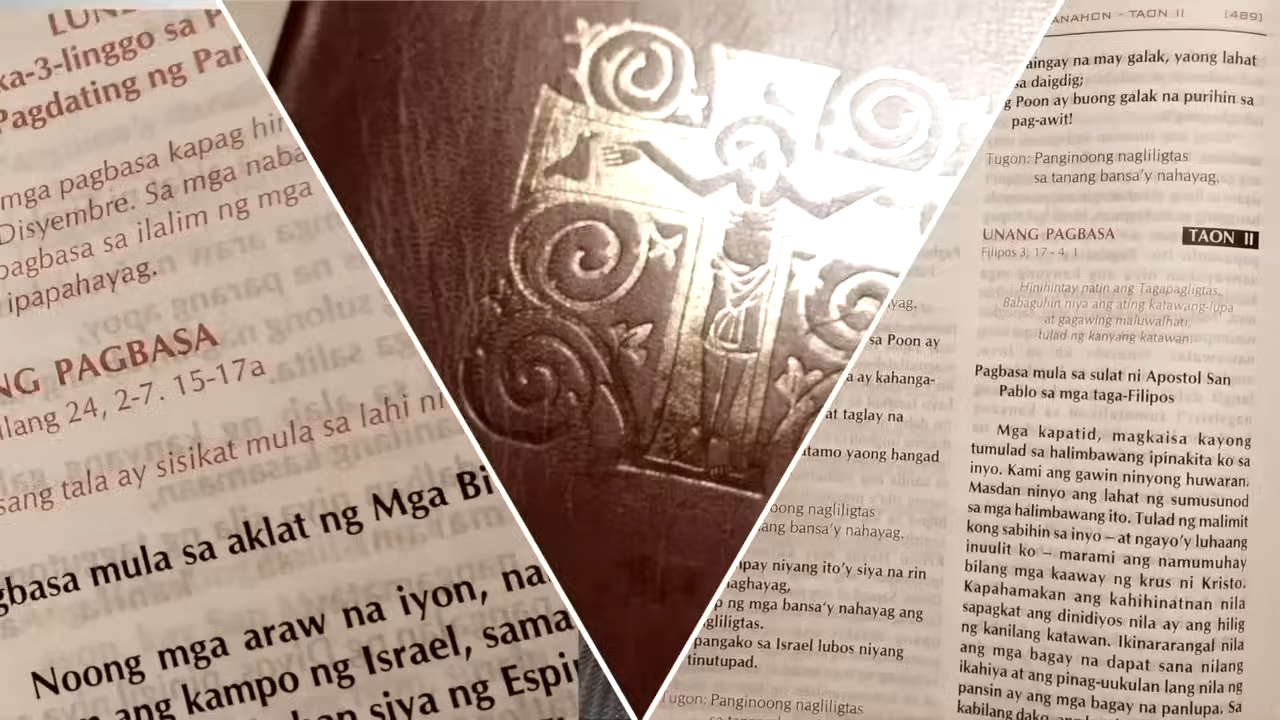 LUNE
ka-3-linggo sa P
Pagdating ng Pan
mga pagbasa kapag hin
Disyembre. Sa mga naba
pagbasa sa ilalim ng mga
ipapahayag.
NG PAGBASA
ilang 24, 2-7. 15-17a
sang tala ay sisikat mula sa lahi ni
gbasa mula sa aklat ng Mga Bi
Noong mga araw na iyon, na
ang kampo ng Israel, sama
siya ng Espi
yag.
sa Poon ay
a ay kahanga-
at taglay na
tamo yaong hangad
oong nagliligtas
ang bansa'y nahayag.
pay niyang ito'y siya na rin
naghayag,
p ng mga bansa'y nahayag ang
gliligtas.
pangako sa Israel lubos niyang
tinutupad.
Tugon: Panginoong nagliligtas
ANAHON - TAON II [489]
aingay na may galak, yaong lahat
sa daigdig;
g Poon ay buong galak na purihin sa
pag-awit!
Tugon: Panginoong nagliligtas
sa tanang bansa'y nahayag.
UNANG PAGBASA TAON II
Filipos 3, 17 - 4, 1
Hinihintay natin ang Tagapagligtas.
Babaguhin niya ang ating katawang-lupa
at gagawing maluwalhati,
tulad ng kanyang katawan.
Pagbasa mula sa sulat ni Apostol San
Pablo sa mga taga-Filipos
Mga kapatid, magkaisa kayong
tumulad sa halimbawang ipinakita ko sa
inyo. Kami ang gawin ninyong huwaran.
Masdan ninyo ang lahat ng sumusunod
sa mga halimbawang ito. Tulad ng malimit
kong sabihin sa inyo – at ngayo'y luhaang
inuulit ko – marami ang namumuhay
bilang mga kaaway ng krus ni Kristo.
Kapahamakan ang kahihinatnan nila
sapagkat ang dinidiyos nila ay ang hilig
ng kanilang katawan. Ikinararangal nila
ang mga bagay na dapat sana nilang
ikahiya at ang pinag-uukulan lang nila ng
pansin ay ang mga bagay na panlupa. Sa
kabilang dako,